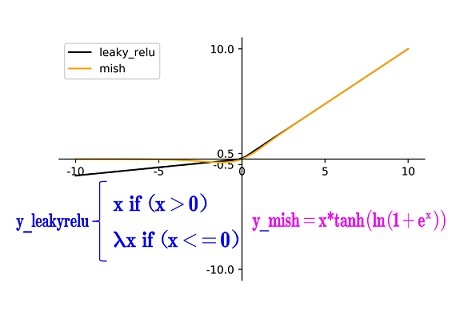 leaky_relu
mish
10.0
0.5
-0.5
-10 -5 0 5 10
y_leakyrelu
x if (x>0)
λx if (x<=0)
y_mish=x*tanh(ln(1+eˣ))
-10.0